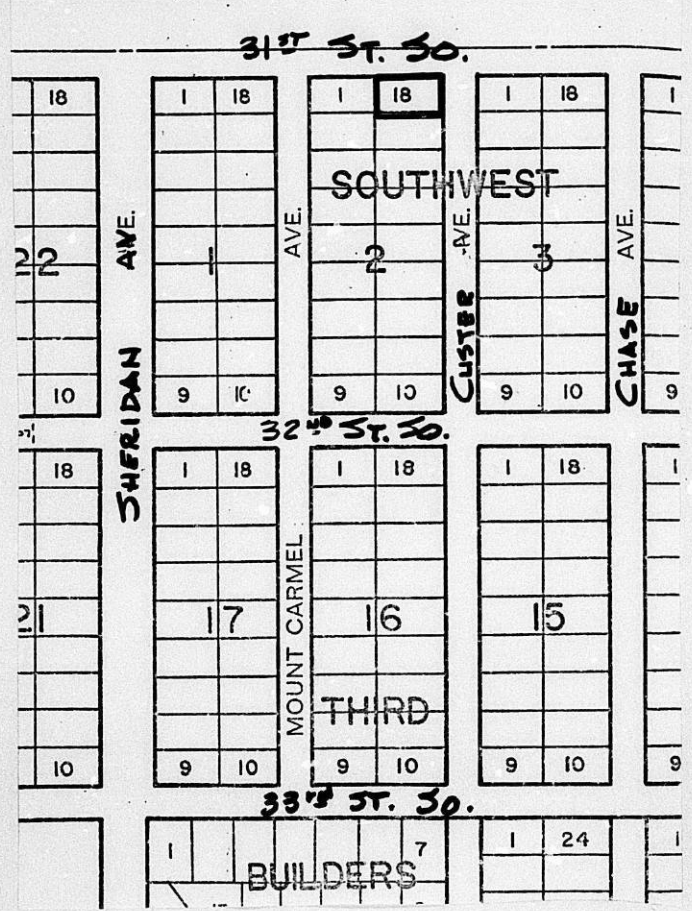 31ST ST. SO.
18 1 18 1 18 1 18 1
SOUTHWEST
SHERIDAN AVE.
AVE.
CUSTER AVE.
CHASE AVE.
22 1 2 3
10 9 10 9 10 9 10 9
32ND ST. SO.
18 1 18 1 18 1 18 1
MOUNT CARMEL
21 17 16 15
THIRD
10 9 10 9 10 9 10 9
33RD ST. SO.
1 7 1 24 1
BUILDERS